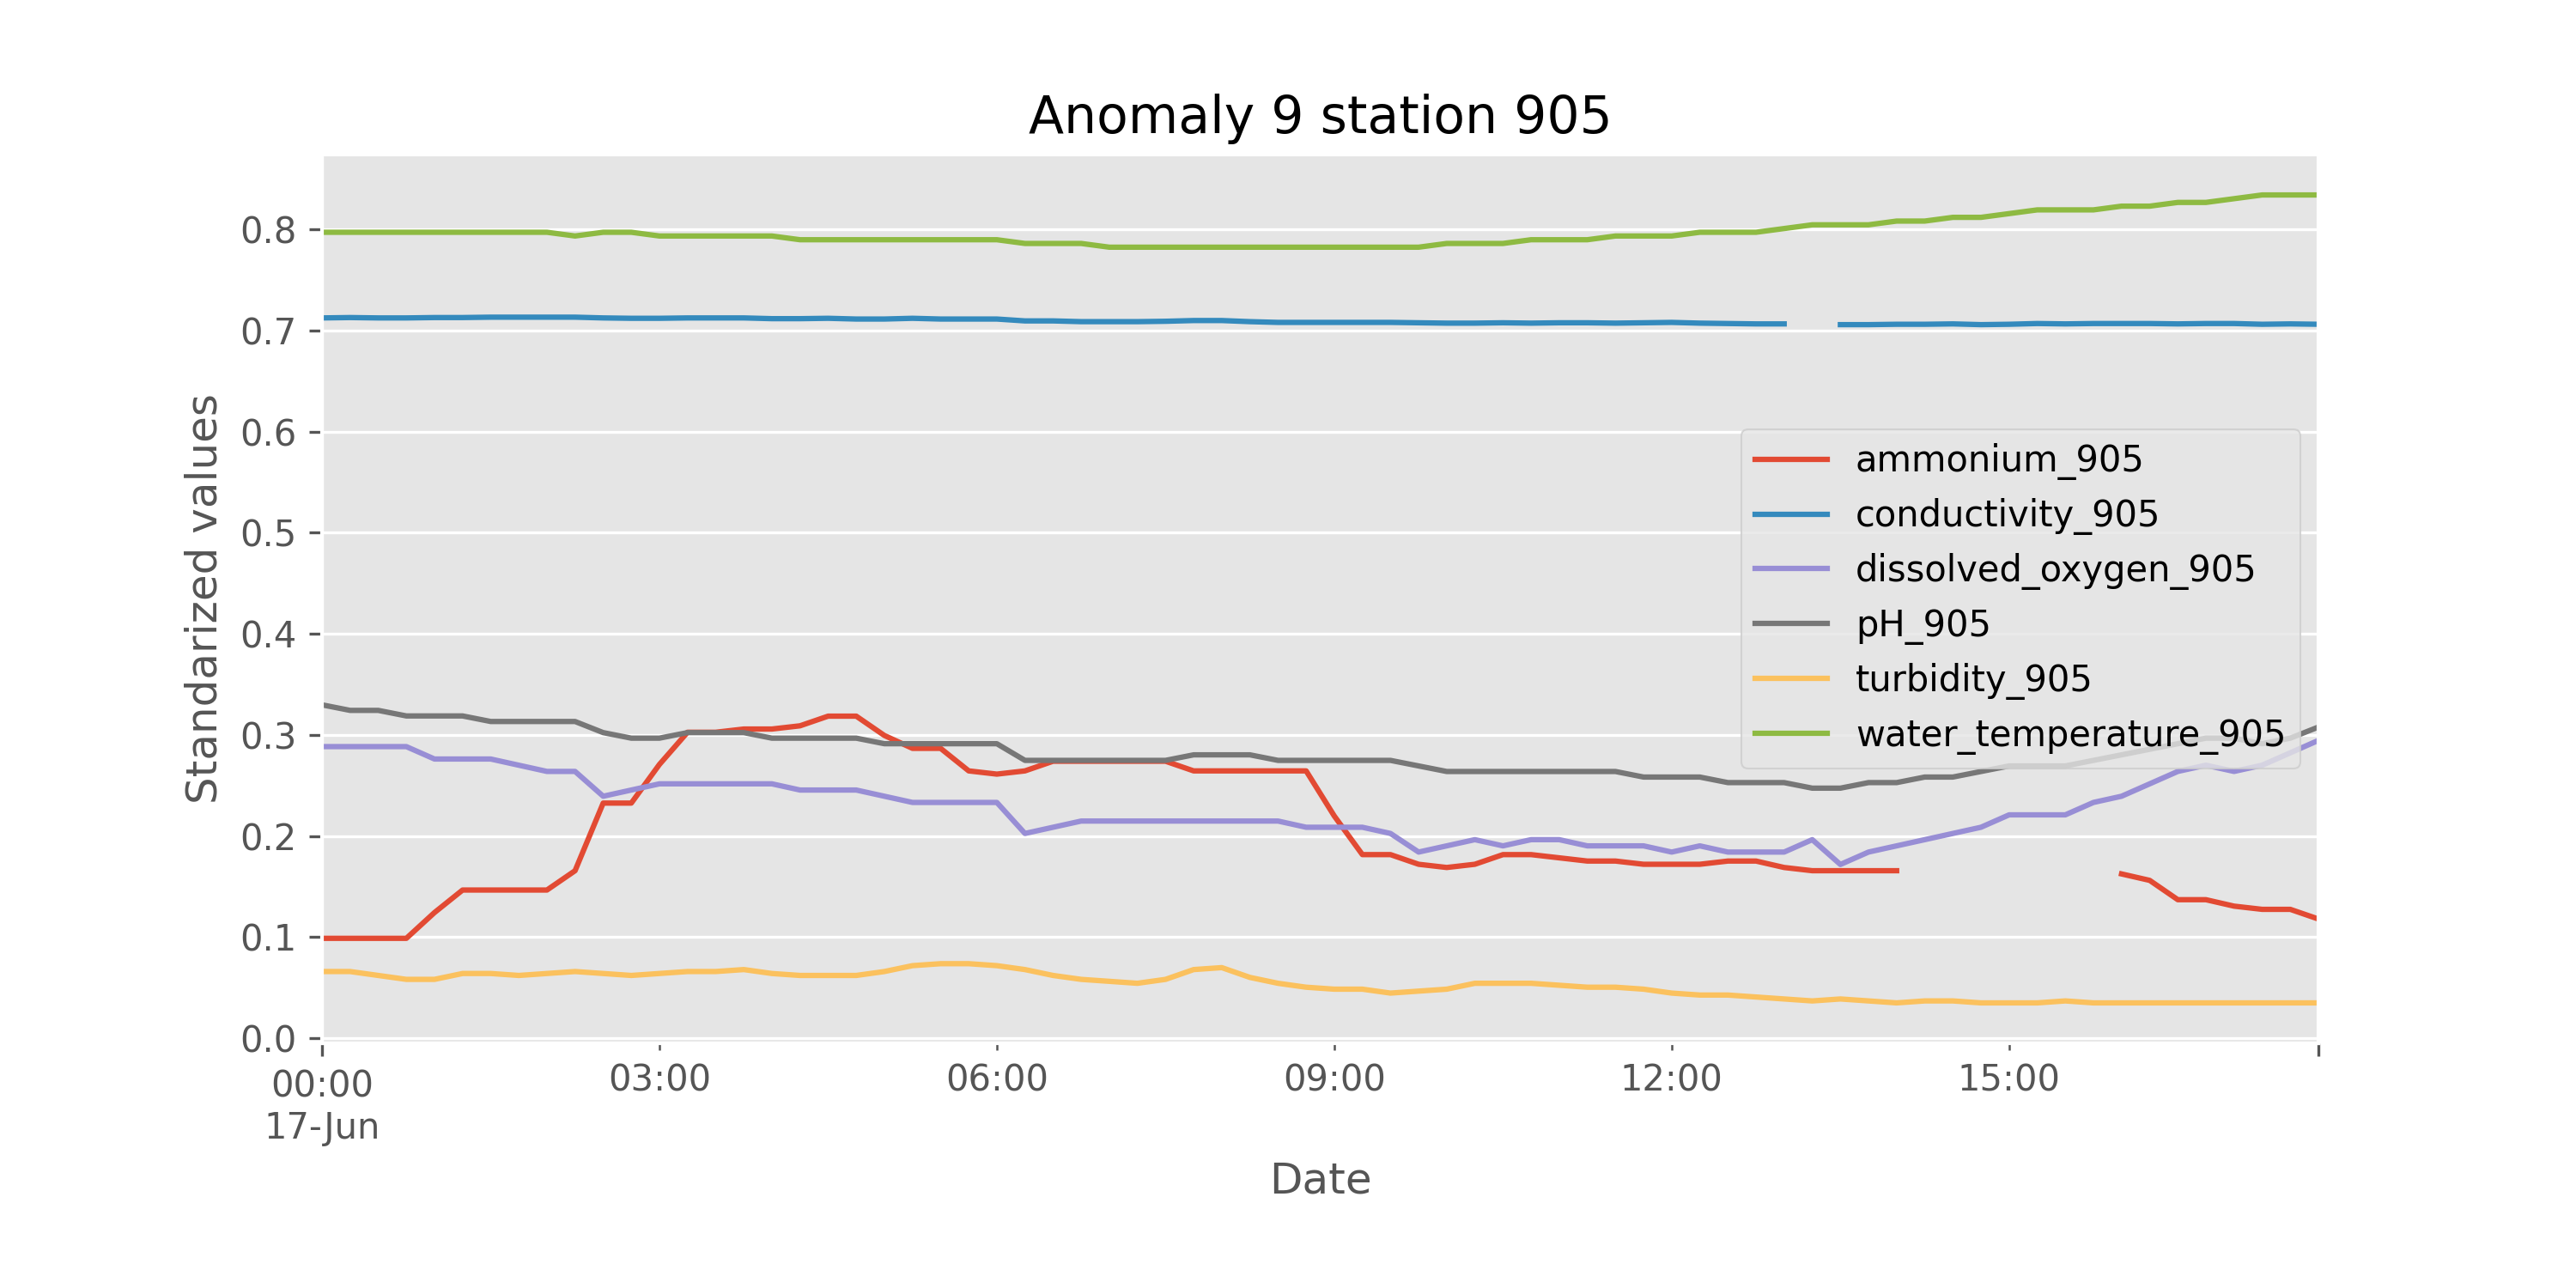 Anomaly 9 station 905
Standarized values
0.8
0.7
0.6
0.5
0.4
0.3
0.2
0.1
0.0
ammonium_905
conductivity_905
dissolved_oxygen_905
pH_905
turbidity_905
water_temperature_905
00:00
03:00
06:00
09:00
12:00
15:00
17-Jun
Date